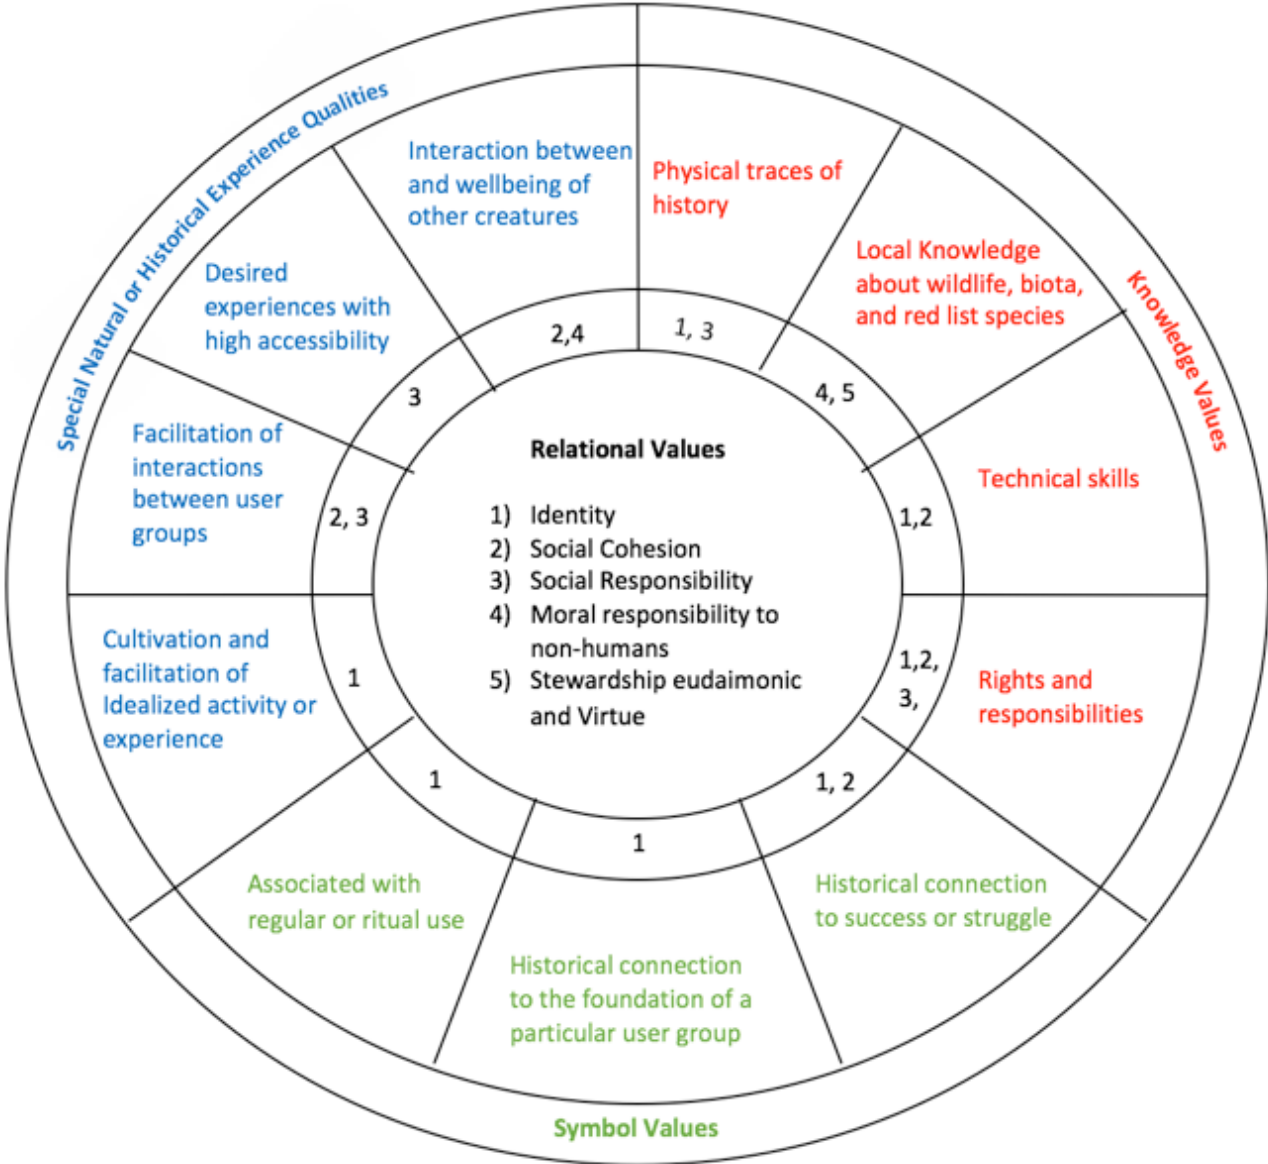 Special Natural or Historical Experience Qualities
Interaction between
and wellbeing of
other creatures
Physical traces of
history
Local Knowledge
about wildlife, biota,
and red list species
Knowledge Values
Desired
experiences with
high accessibility
2,4
1, 3
3
4, 5
Facilitation of
interactions
between user
groups
2, 3
Relational Values
1) Identity
2) Social Cohesion
3) Social Responsibility
4) Moral responsibility to
non-humans
5) Stewardship eudaimonic
and Virtue
1,2
Technical skills
Cultivation and
facilitation of
Idealized activity or
experience
1
1,2,
3,
Rights and
responsibilities
1
1
1, 2
Associated with
regular or ritual use
Historical connection
to the foundation of a
particular user group
Historical connection
to success or struggle
Symbol Values